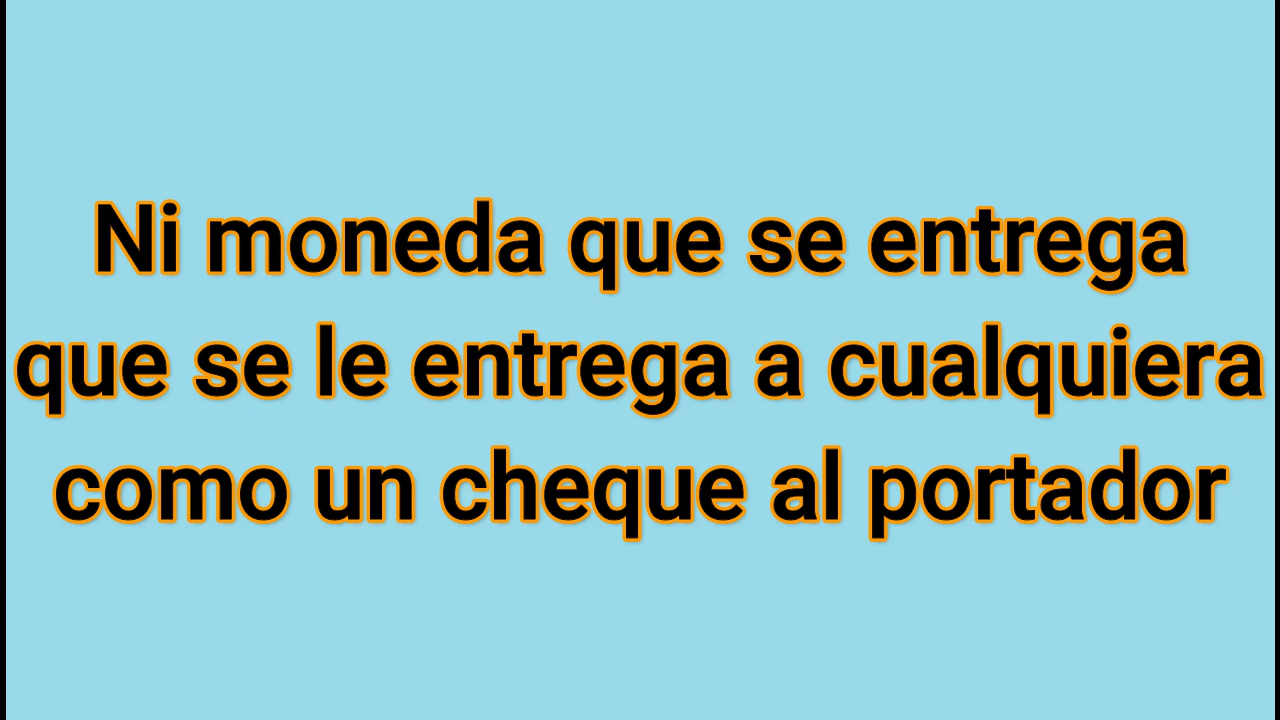 Ni moneda que se entrega
que se le entrega a cualquiera
como un cheque al portador